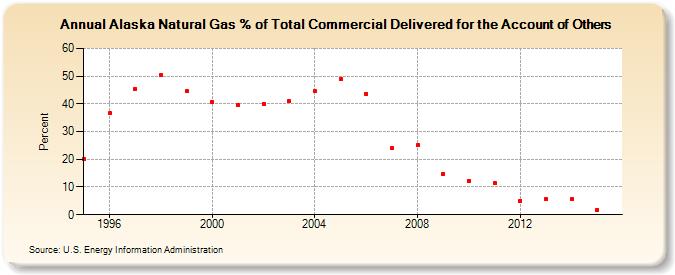 Annual Alaska Natural Gas % of Total Commercial Delivered for the Account of Others
Percent
60
50
40
30
20
10
0
1996 2000 2004 2008 2012
Source: U.S. Energy Information Administration